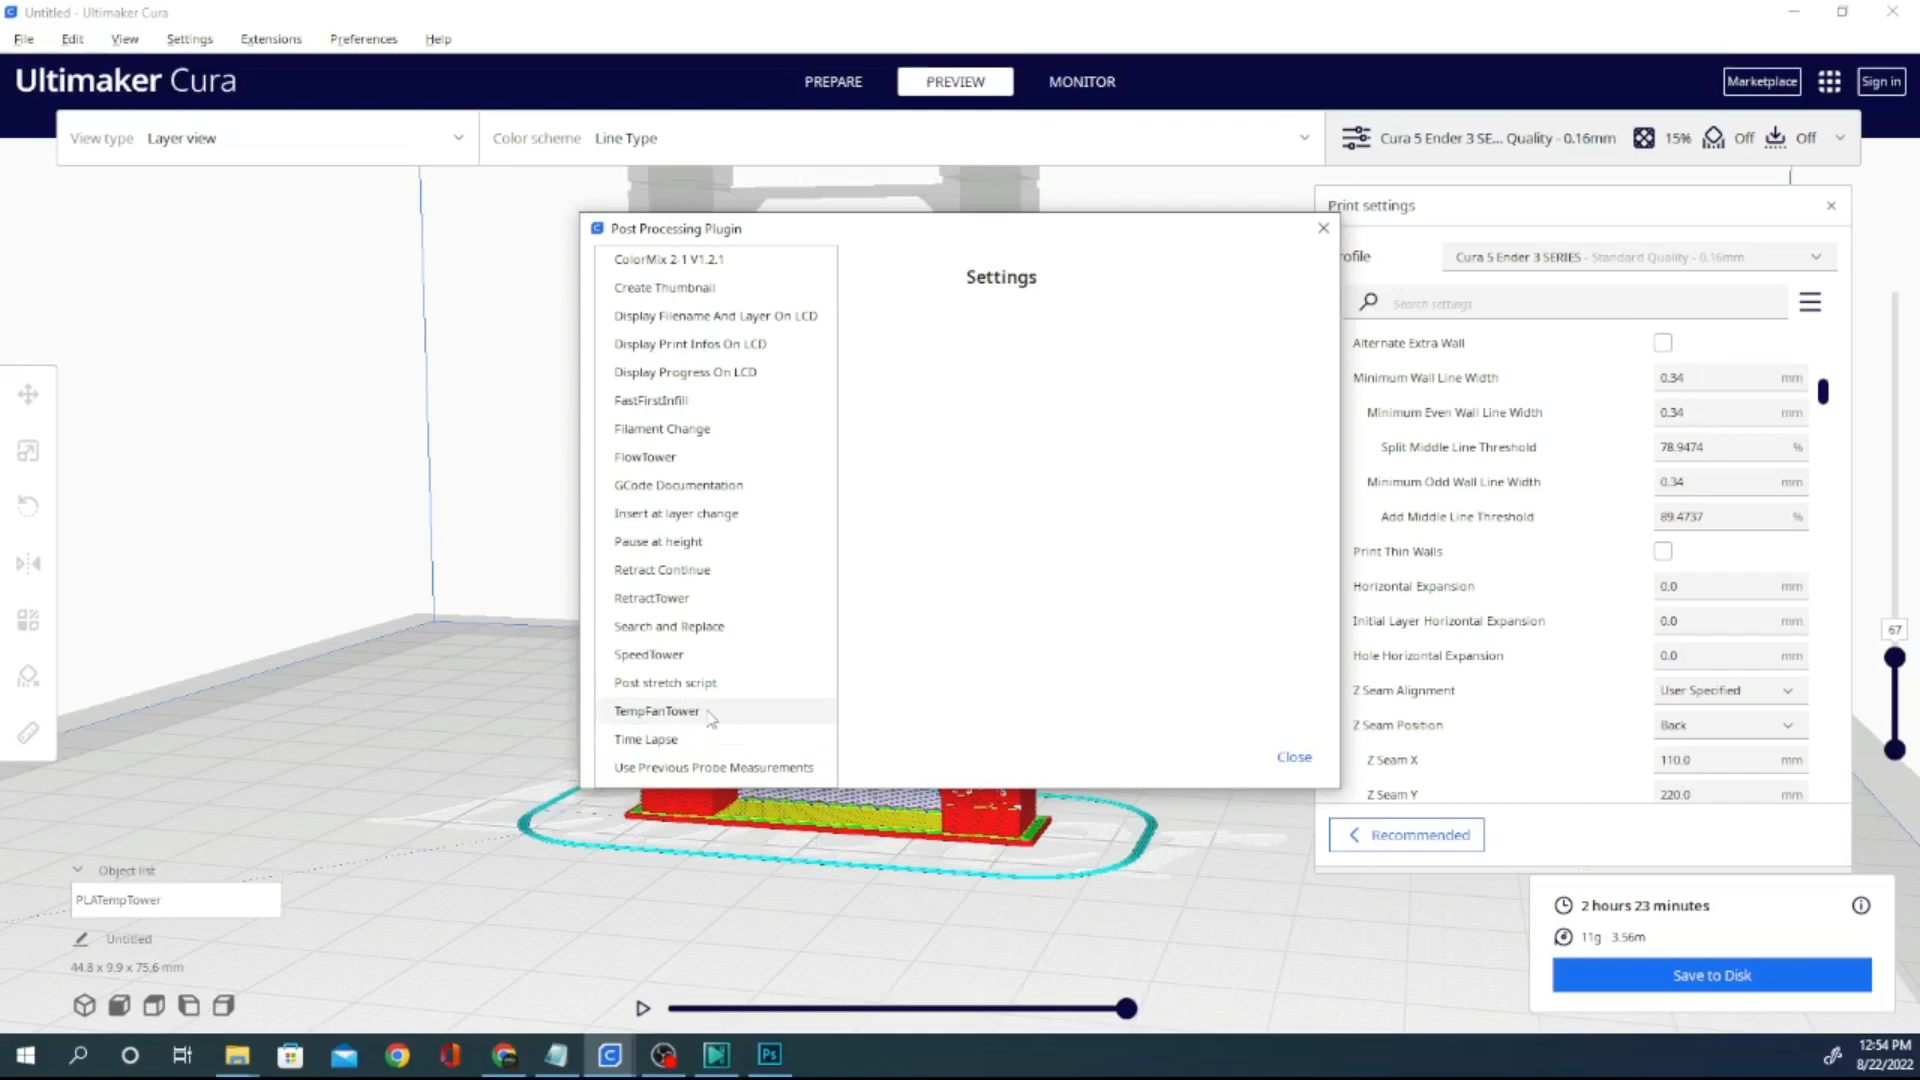 Untitled - Ultimaker Cura
File Edit View Settings Extensions Preferences Help
Ultimaker Cura
PREPARE PREVIEW MONITOR
Marketplace Sign in
View type Layer view
Color scheme Line Type
Cura 5 Ender 3 SE... Quality - 0.16mm 15% Off Off
Post Processing Plugin
ColorMix 2-1 V1.2.1
Create Thumbnail
Display Filename And Layer On LCD
Display Print Infos On LCD
Display Progress On LCD
FastFirstInfill
Filament Change
FlowTower
GCode Documentation
Insert at layer change
Pause at height
Retract Continue
RetractTower
Search and Replace
SpeedTower
Post stretch script
TempFanTower
Time Lapse
Use Previous Probe Measurements
Settings
Close
Print settings
ofile Cura 5 Ender 3 SERIES - Standard Quality - 0.16mm
Search settings
Alternate Extra Wall
Minimum Wall Line Width 0.34 mm
Minimum Even Wall Line Width 0.34 mm
Split Middle Line Threshold 78.9474 %
Minimum Odd Wall Line Width 0.34 mm
Add Middle Line Threshold 89.4737 %
Print Thin Walls
Horizontal Expansion 0.0 mm
Initial Layer Horizontal Expansion 0.0 mm
Hole Horizontal Expansion 0.0 mm
Z Seam Alignment User Specified
Z Seam Position Back
Z Seam X 110.0 mm
Z Seam Y 220.0 mm
Recommended
67
Object list
PLATempTower
Untitled
44.8 x 9.9 x 75.6 mm
2 hours 23 minutes
11g 3.56m
Save to Disk
Ps
12:54 PM
8/22/2022